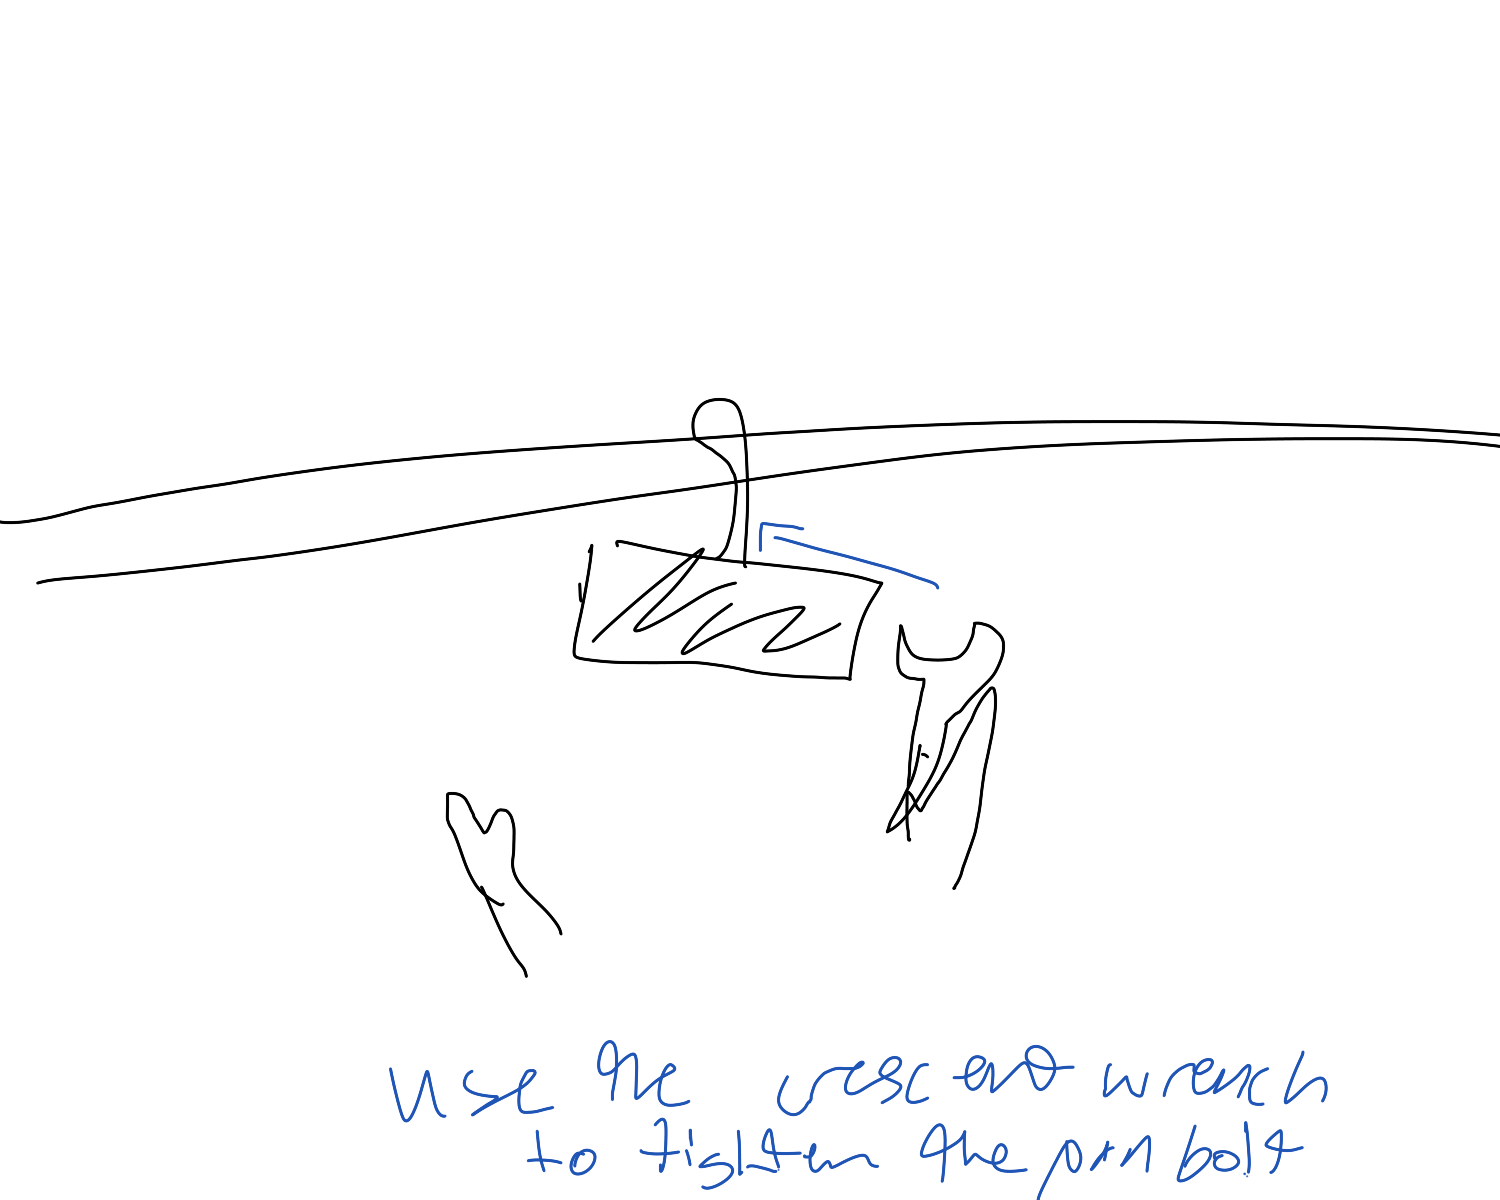 use the crescent wrench
to tighten the pin bolt